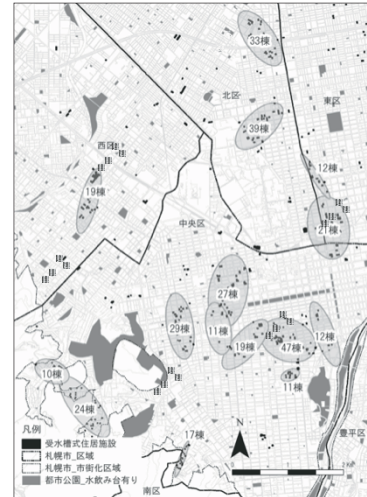 33棟
北区
東区
39棟
西区
12棟
19棟
21棟
中央区
27棟
29棟
11棟
19棟
47棟
12棟
10棟
11棟
24棟
17棟
凡例
受水槽式住居施設
札幌市_区域
札幌市_市街化区域
都市公園_水飲み台有り
N
豊平区
南区